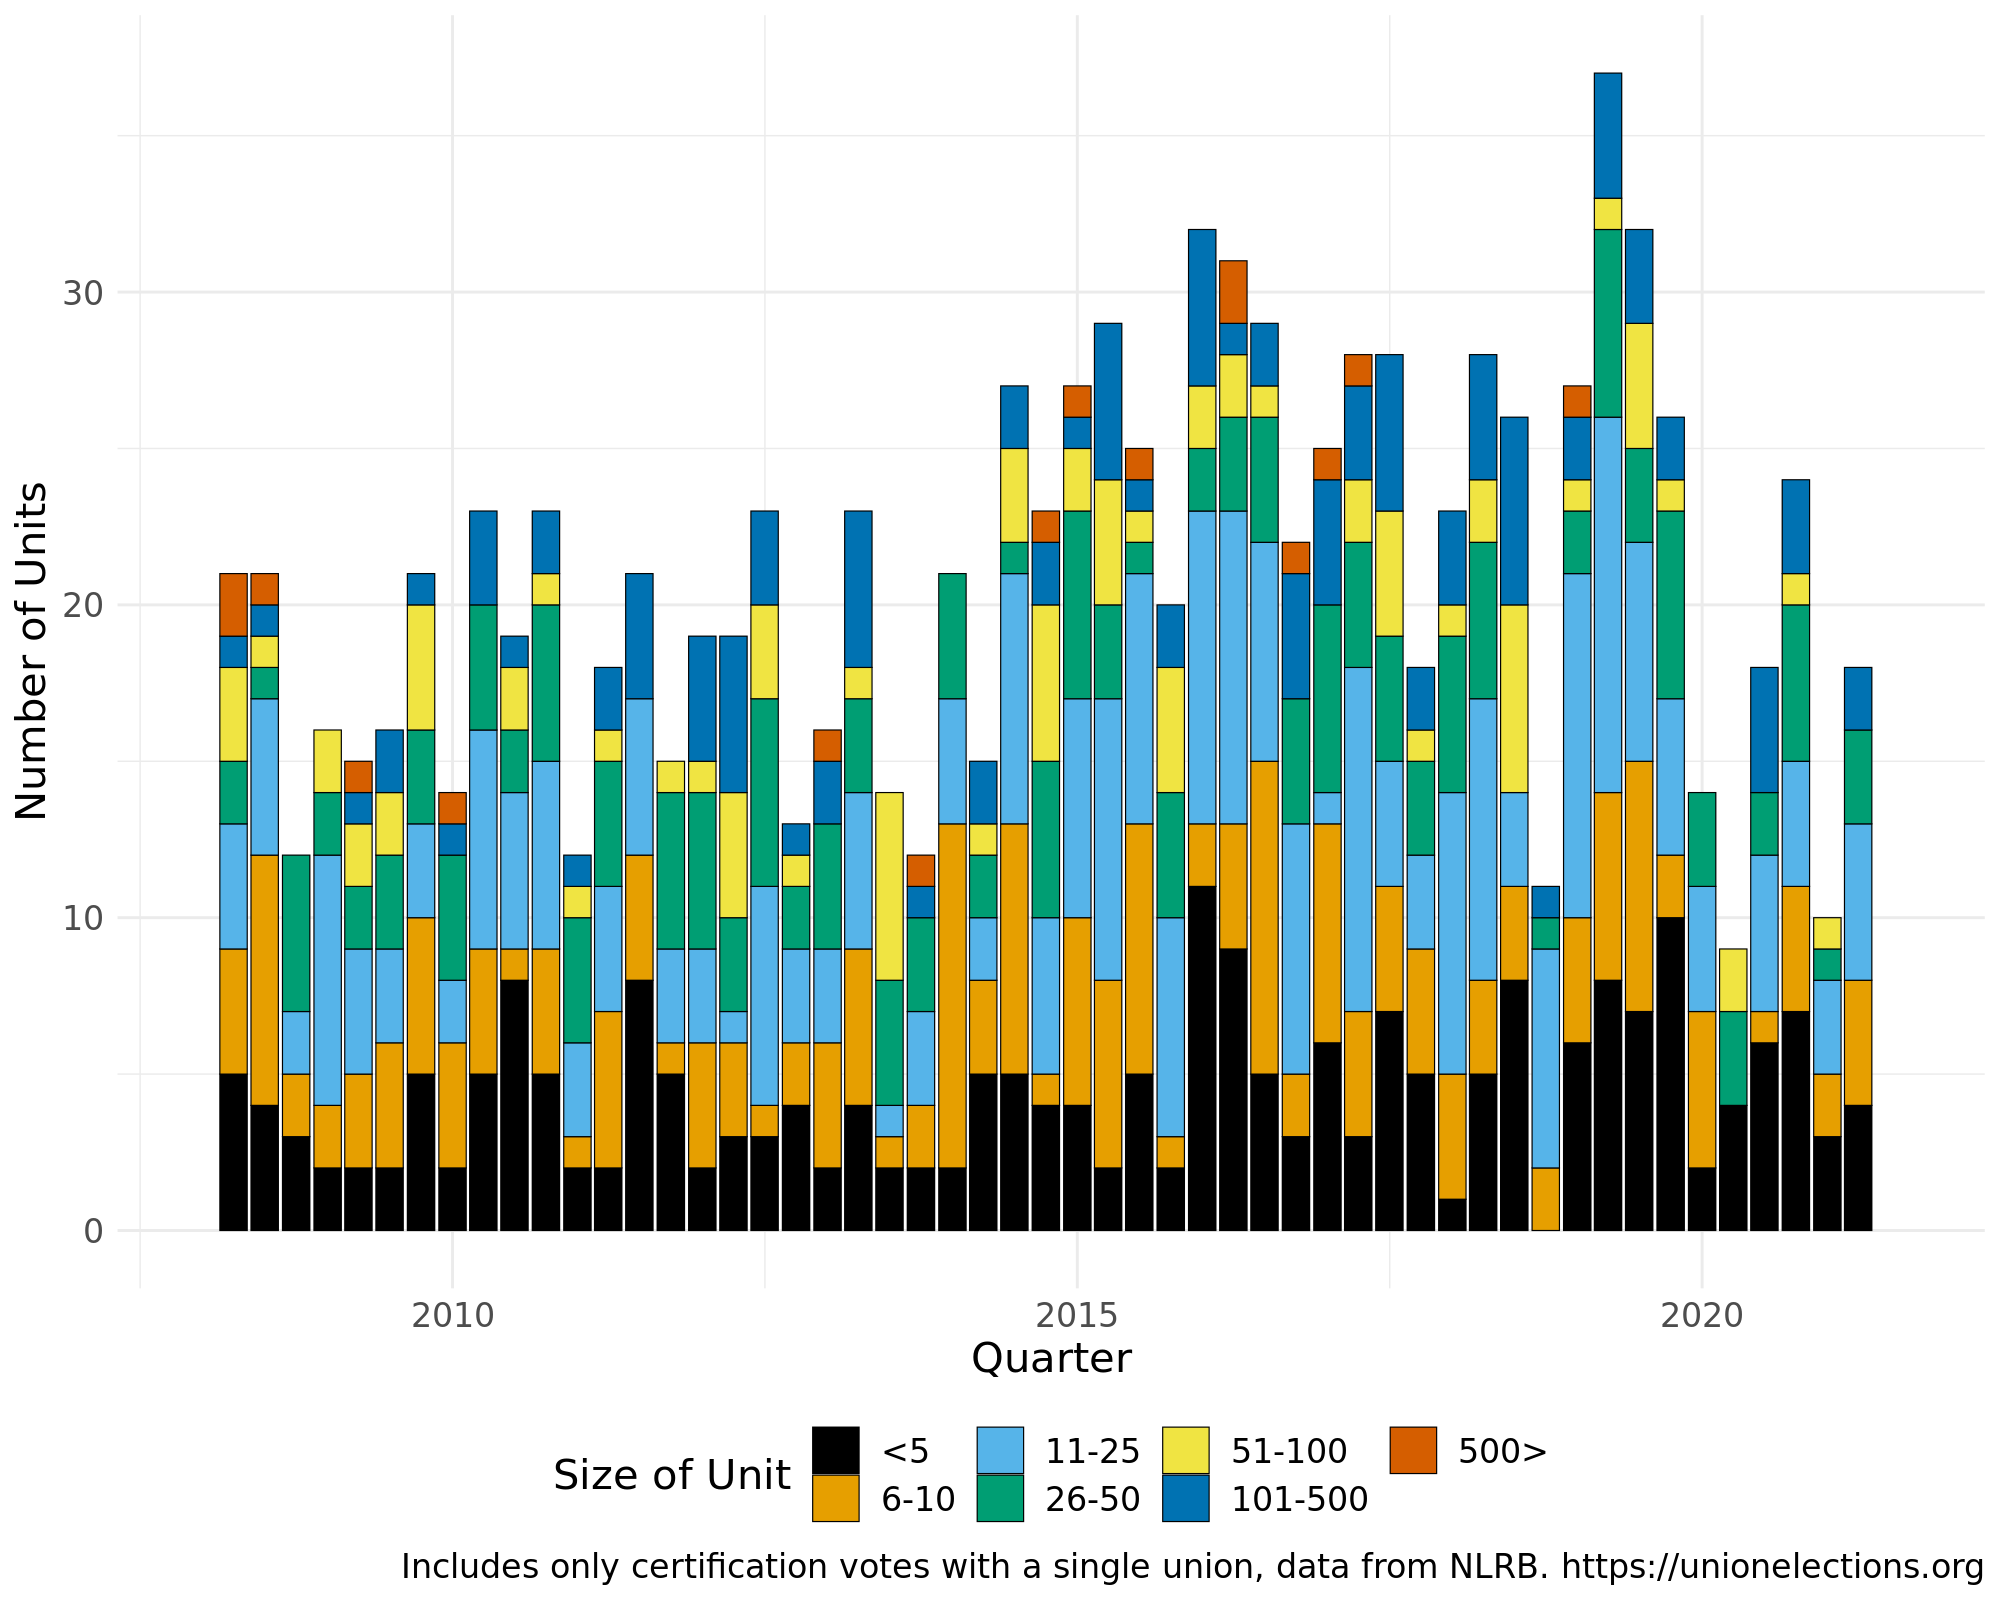 30
20
10
0
Number of Units
2010 2015 2020
Quarter
Size of Unit
<5 11-25 51-100 500>
6-10 26-50 101-500
Includes only certification votes with a single union, data from NLRB. https://unionelections.org